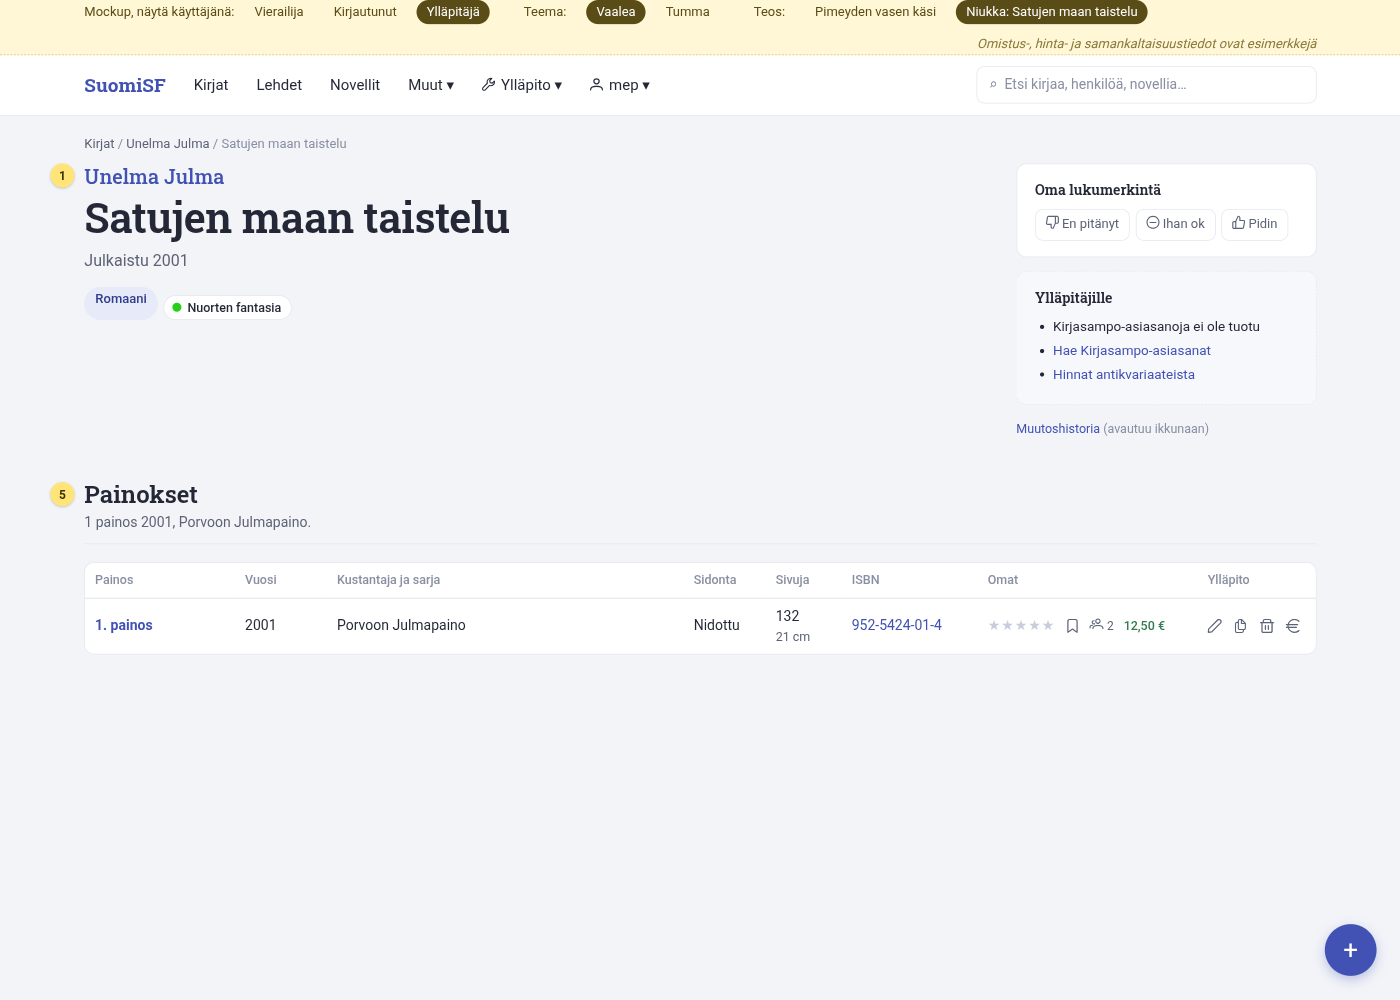 Mockup, näytä käyttäjänä: Vierailija Kirjautunut Ylläpitäjä Teema: Vaalea Tumma Teos: Pimeyden vasen käsi Niukka: Satujen maan taistelu
Omistus-, hinta- ja samankaltaisuustiedot ovat esimerkkejä
SuomiSF Kirjat Lehdet Novellit Muut ▾ Ylläpito ▾ mep ▾ Etsi kirjaa, henkilöä, novellia…
Kirjat / Unelma Julma / Satujen maan taistelu
1 Unelma Julma
Satujen maan taistelu
Julkaistu 2001
Romaani Nuorten fantasia
Oma lukumerkintä
En pitänyt Ihan ok Pidin
Ylläpitäjille
• Kirjasampo-asiasanoja ei ole tuotu
• Hae Kirjasampo-asiasanat
• Hinnat antikvariaateista
Muutoshistoria (avautuu ikkunaan)
5 Painokset
1 painos 2001, Porvoon Julmapaino.
Painos Vuosi Kustantaja ja sarja Sidonta Sivuja ISBN Omat Ylläpito
1. painos 2001 Porvoon Julmapaino Nidottu 132 952-5424-01-4 ★★★★★ 2 12,50 €
21 cm
+